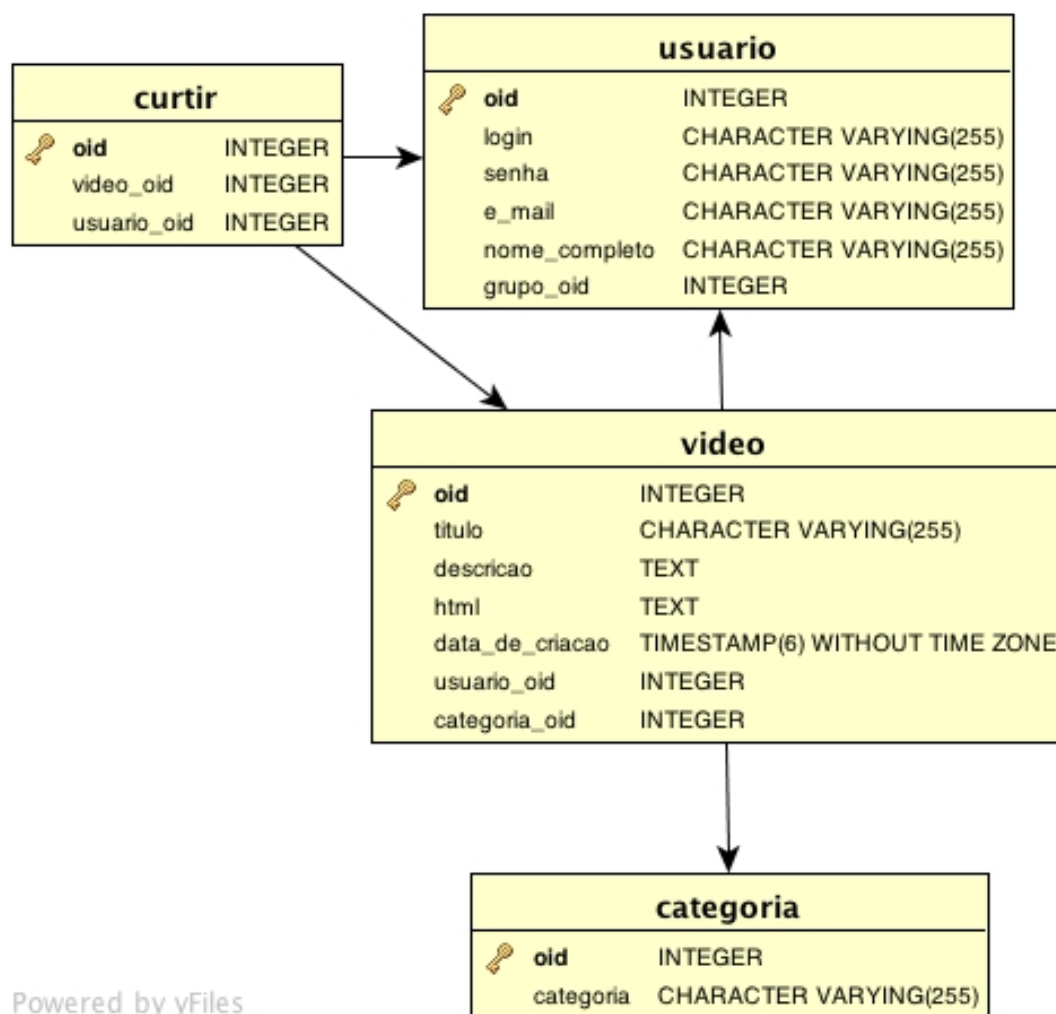 curtir
oid INTEGER
video_oid INTEGER
usuario_oid INTEGER
usuario
oid INTEGER
login CHARACTER VARYING(255)
senha CHARACTER VARYING(255)
e_mail CHARACTER VARYING(255)
nome_completo CHARACTER VARYING(255)
grupo_oid INTEGER
video
oid INTEGER
titulo CHARACTER VARYING(255)
descricao TEXT
html TEXT
data_de_criacao TIMESTAMP(6) WITHOUT TIME ZONE
usuario_oid INTEGER
categoria_oid INTEGER
categoria
oid INTEGER
categoria CHARACTER VARYING(255)
Powered by yFiles